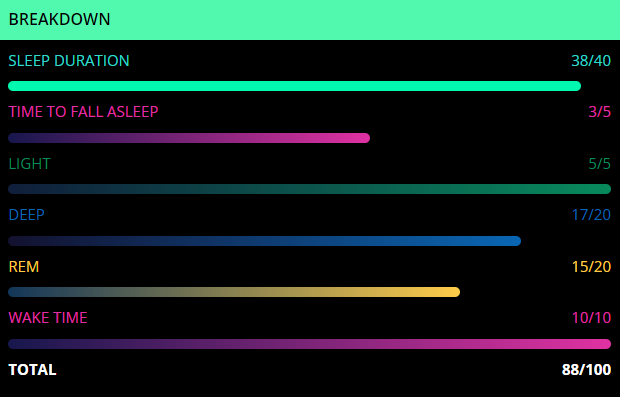 BREAKDOWN
SLEEP DURATION 38/40
TIME TO FALL ASLEEP 3/5
LIGHT 5/5
DEEP 17/20
REM 15/20
WAKE TIME 10/10
TOTAL 88/100